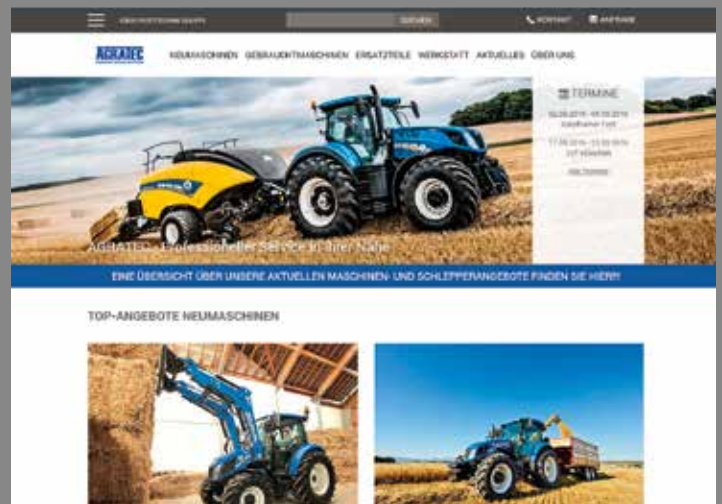 SUCHEN
KONTAKT
ANFRAGE
AGRATEC
NEUMASCHINEN GEBRAUCHTMASCHINEN ERSATZTEILE WERKSTATT AKTUELLES ÜBER UNS
TERMINE
AGRATEC - Professioneller Service in Ihrer Nähe
EINE ÜBERSICHT ÜBER UNSERE AKTUELLEN MASCHINEN- UND SCHLEPPERANGEBOTE FINDEN SIE HIER!!!
TOP-ANGEBOTE NEUMASCHINEN